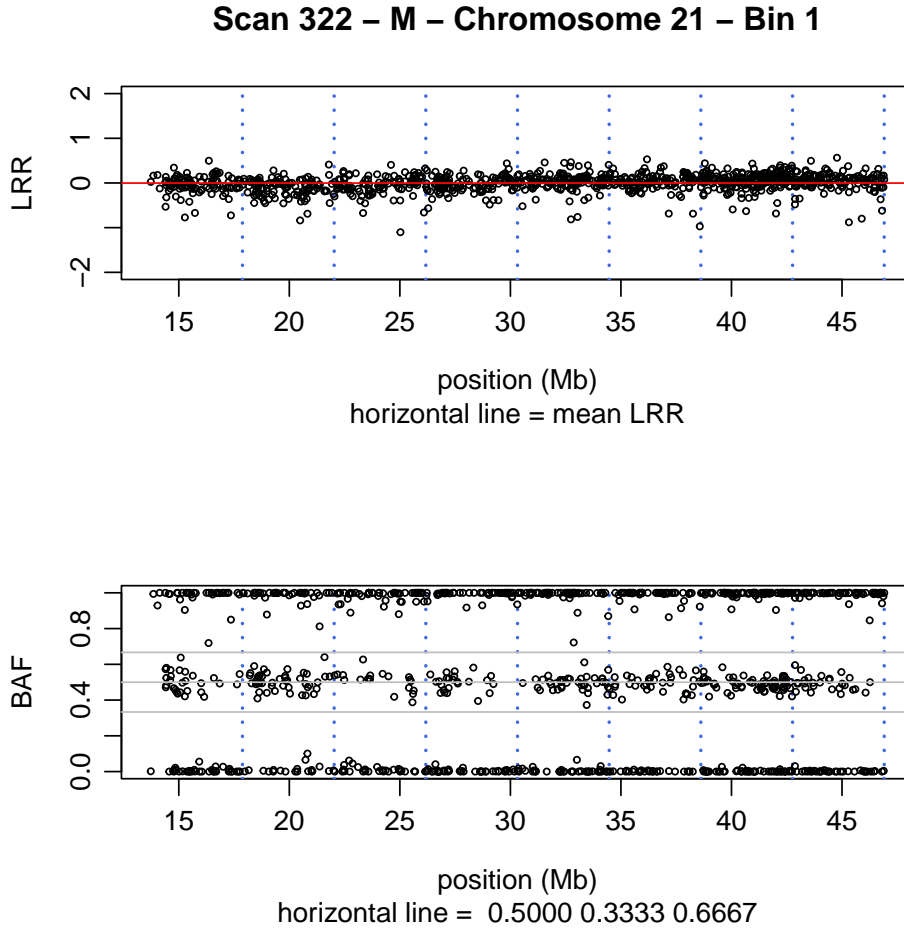 Scan 322 – M – Chromosome 21 – Bin 1
LRR
2
1
0
−2
15 20 25 30 35 40 45
position (Mb)
horizontal line = mean LRR
BAF
0.8
0.4
0.0
15 20 25 30 35 40 45
position (Mb)
horizontal line = 0.5000 0.3333 0.6667